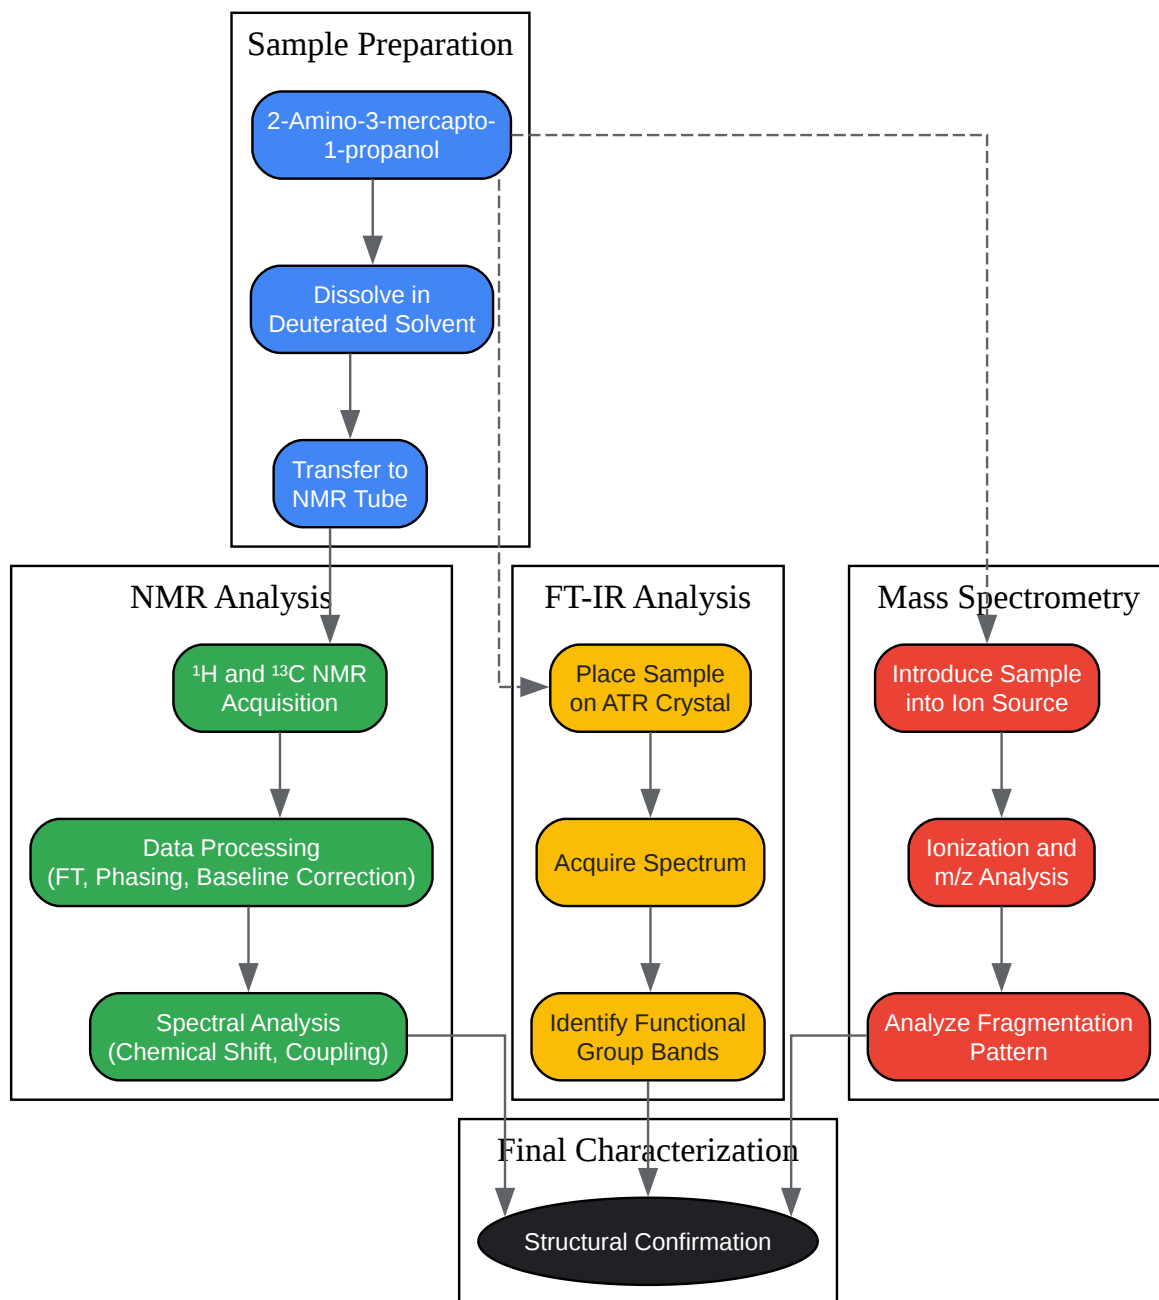 Sample Preparation
2-Amino-3-mercapto-
1-propanol
Dissolve in
Deuterated Solvent
Transfer to
NMR Tube
NMR Analysis
¹H and ¹³C NMR
Acquisition
Data Processing
(FT, Phasing, Baseline Correction)
Spectral Analysis
(Chemical Shift, Coupling)
FT-IR Analysis
Place Sample
on ATR Crystal
Acquire Spectrum
Identify Functional
Group Bands
Mass Spectrometry
Introduce Sample
into Ion Source
Ionization and
m/z Analysis
Analyze Fragmentation
Pattern
Final Characterization
Structural Confirmation